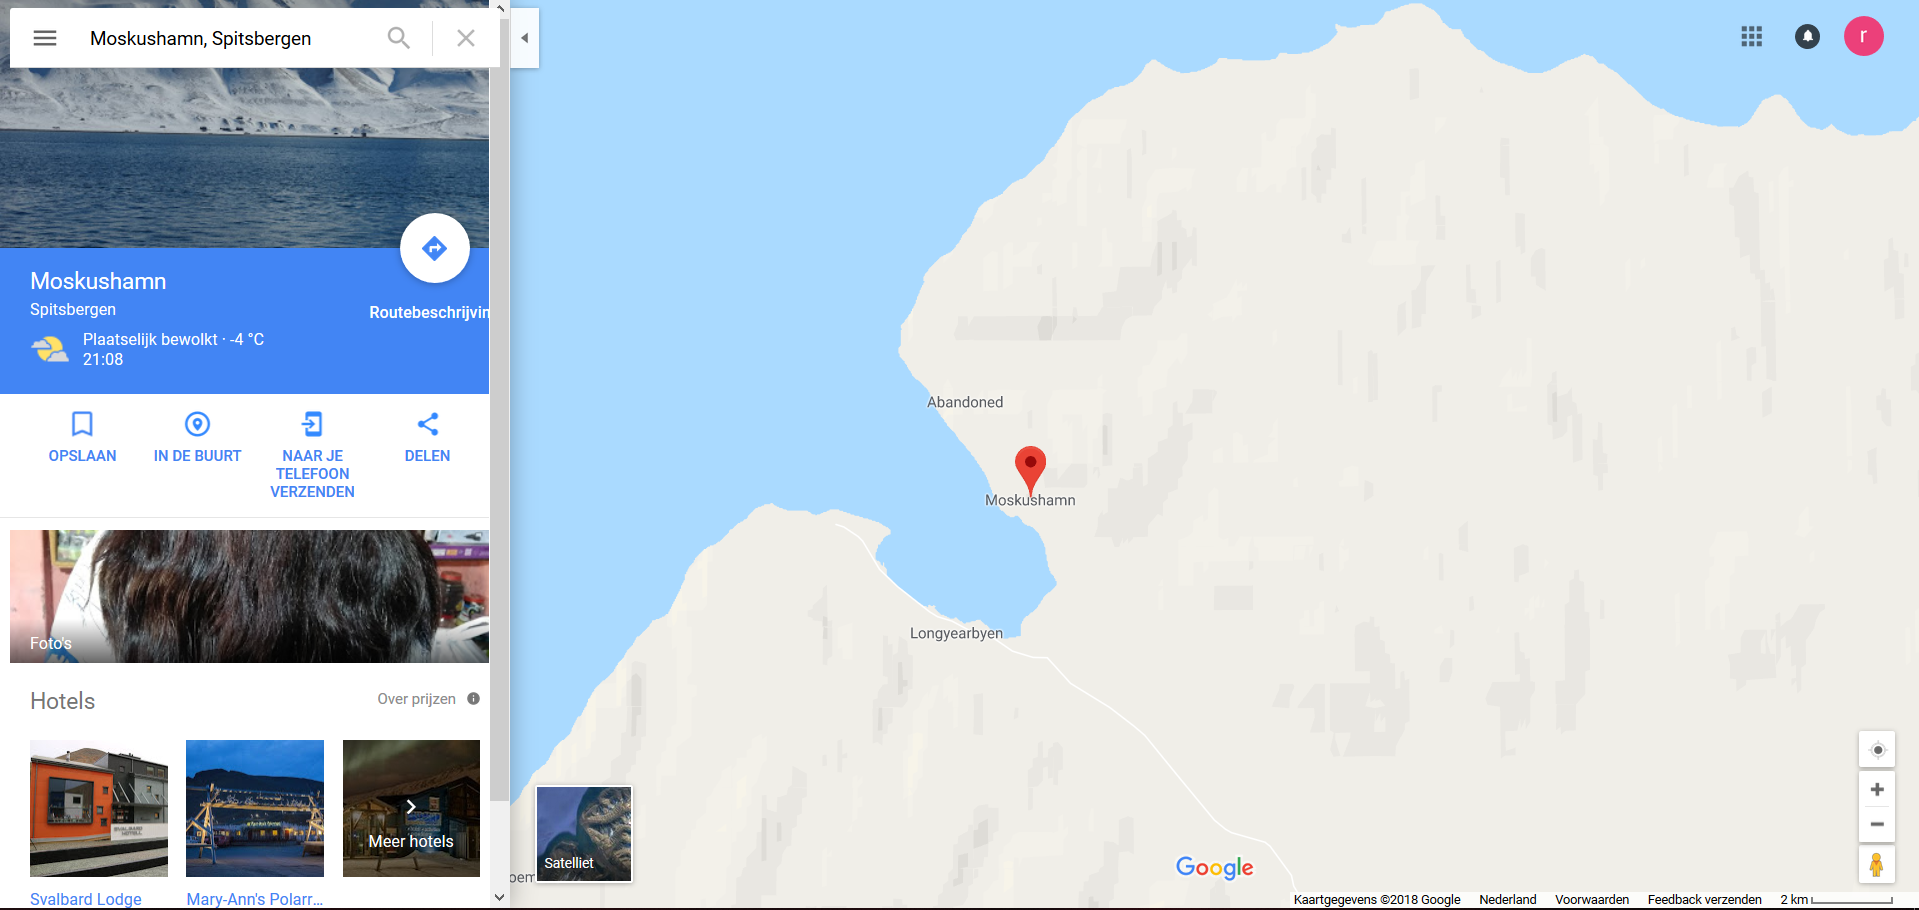 Moskushamn, Spitsbergen
r
Moskushamn
Spitsbergen
Routebeschrijvin
Plaatselijk bewolkt · -4 °C
21:08
OPSLAAN
IN DE BUURT
NAAR JE
TELEFOON
VERZENDEN
DELEN
Foto's
Hotels
Over prijzen
SVALBARD
HOTELL
Meer hotels
Svalbard Lodge
Mary-Ann's Polarr...
Abandoned
Moskushamn
Longyearbyen
Satelliet
Google
Kaartgegevens ©2018 Google
Nederland
Voorwaarden
Feedback verzenden
2 km